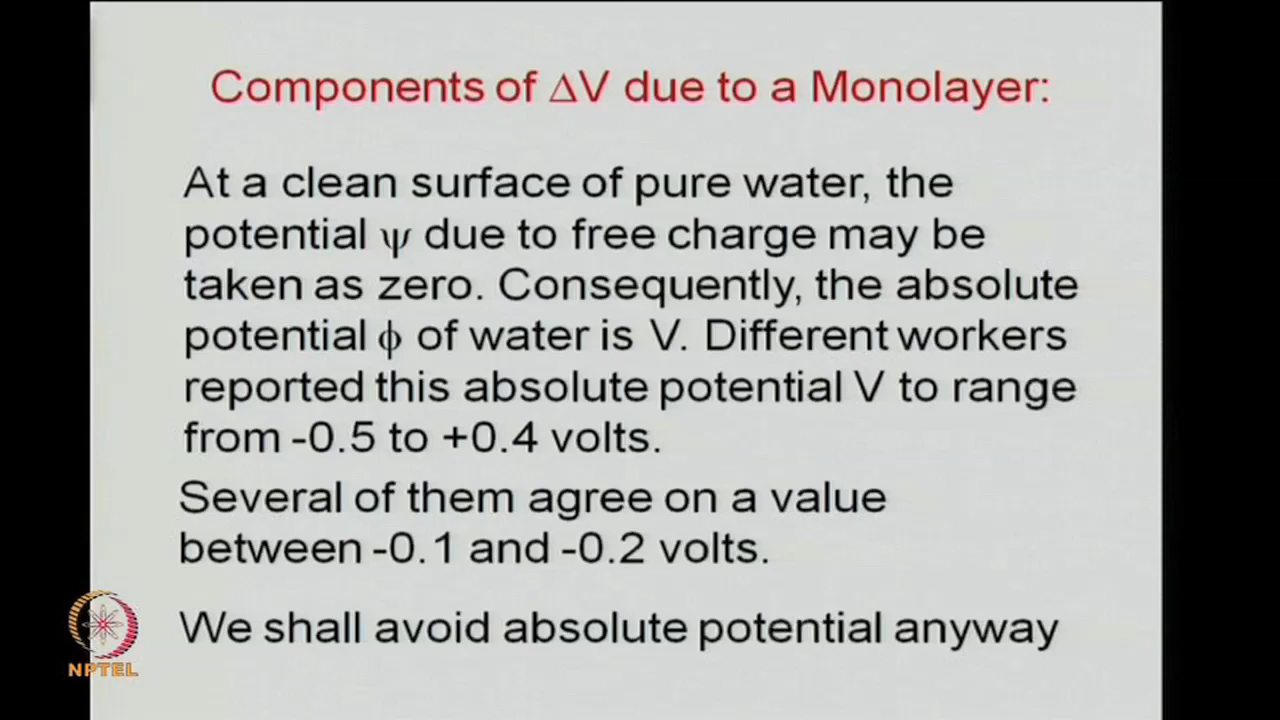 Components of ΔV due to a Monolayer:
At a clean surface of pure water, the
potential ψ due to free charge may be
taken as zero. Consequently, the absolute
potential ϕ of water is V. Different workers
reported this absolute potential V to range
from -0.5 to +0.4 volts.
Several of them agree on a value
between -0.1 and -0.2 volts.
We shall avoid absolute potential anyway
NPTEL